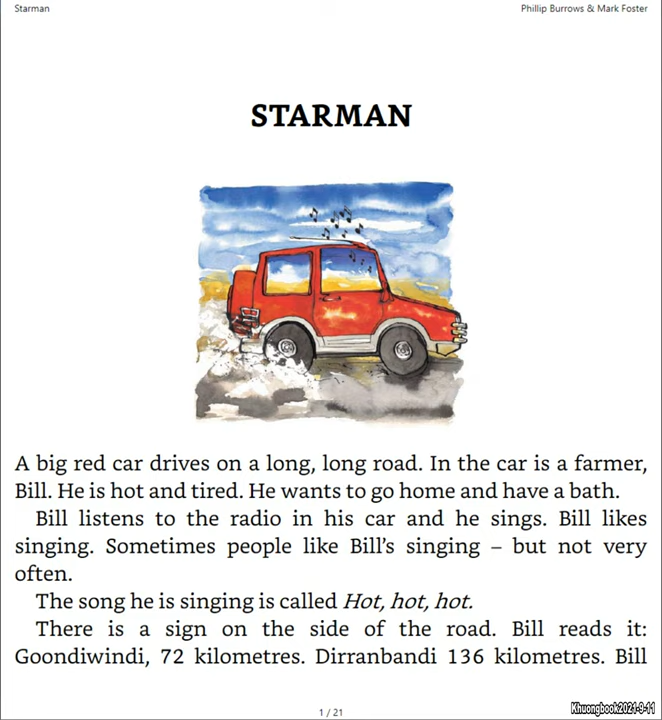 Starman
Phillip Burrows & Mark Foster
STARMAN
A big red car drives on a long, long road. In the car is a farmer,
Bill. He is hot and tired. He wants to go home and have a bath.
Bill listens to the radio in his car and he sings. Bill likes
singing. Sometimes people like Bill's singing – but not very
often.
The song he is singing is called Hot, hot, hot.
There is a sign on the side of the road. Bill reads it:
Goondiwindi, 72 kilometres. Dirranbandi 136 kilometres. Bill
1 / 21
Khuongbook2021-9-11